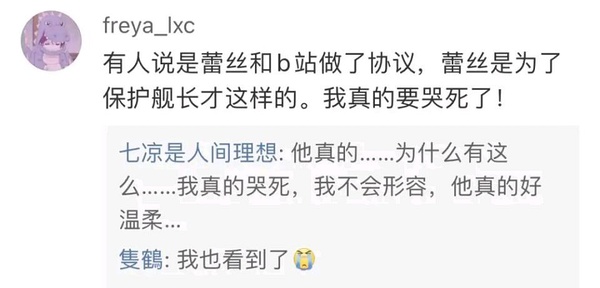 freya_lxc
有人说是蕾丝和b站做了协议，蕾丝是为了
保护舰长才这样的。我真的要哭死了！
七凉是人间理想: 他真的......为什么有这
么......我真的哭死，我不会形容，他真的好
温柔...
隻鶴: 我也看到了😭